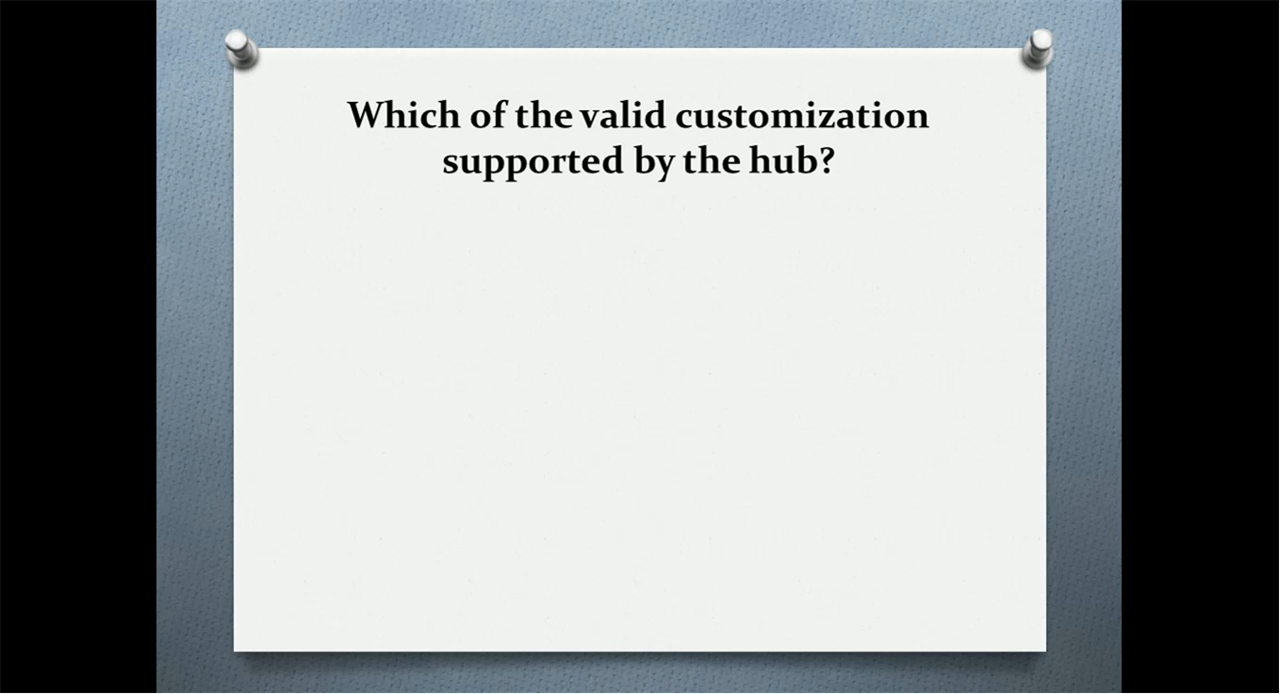 Which of the valid customization
supported by the hub?